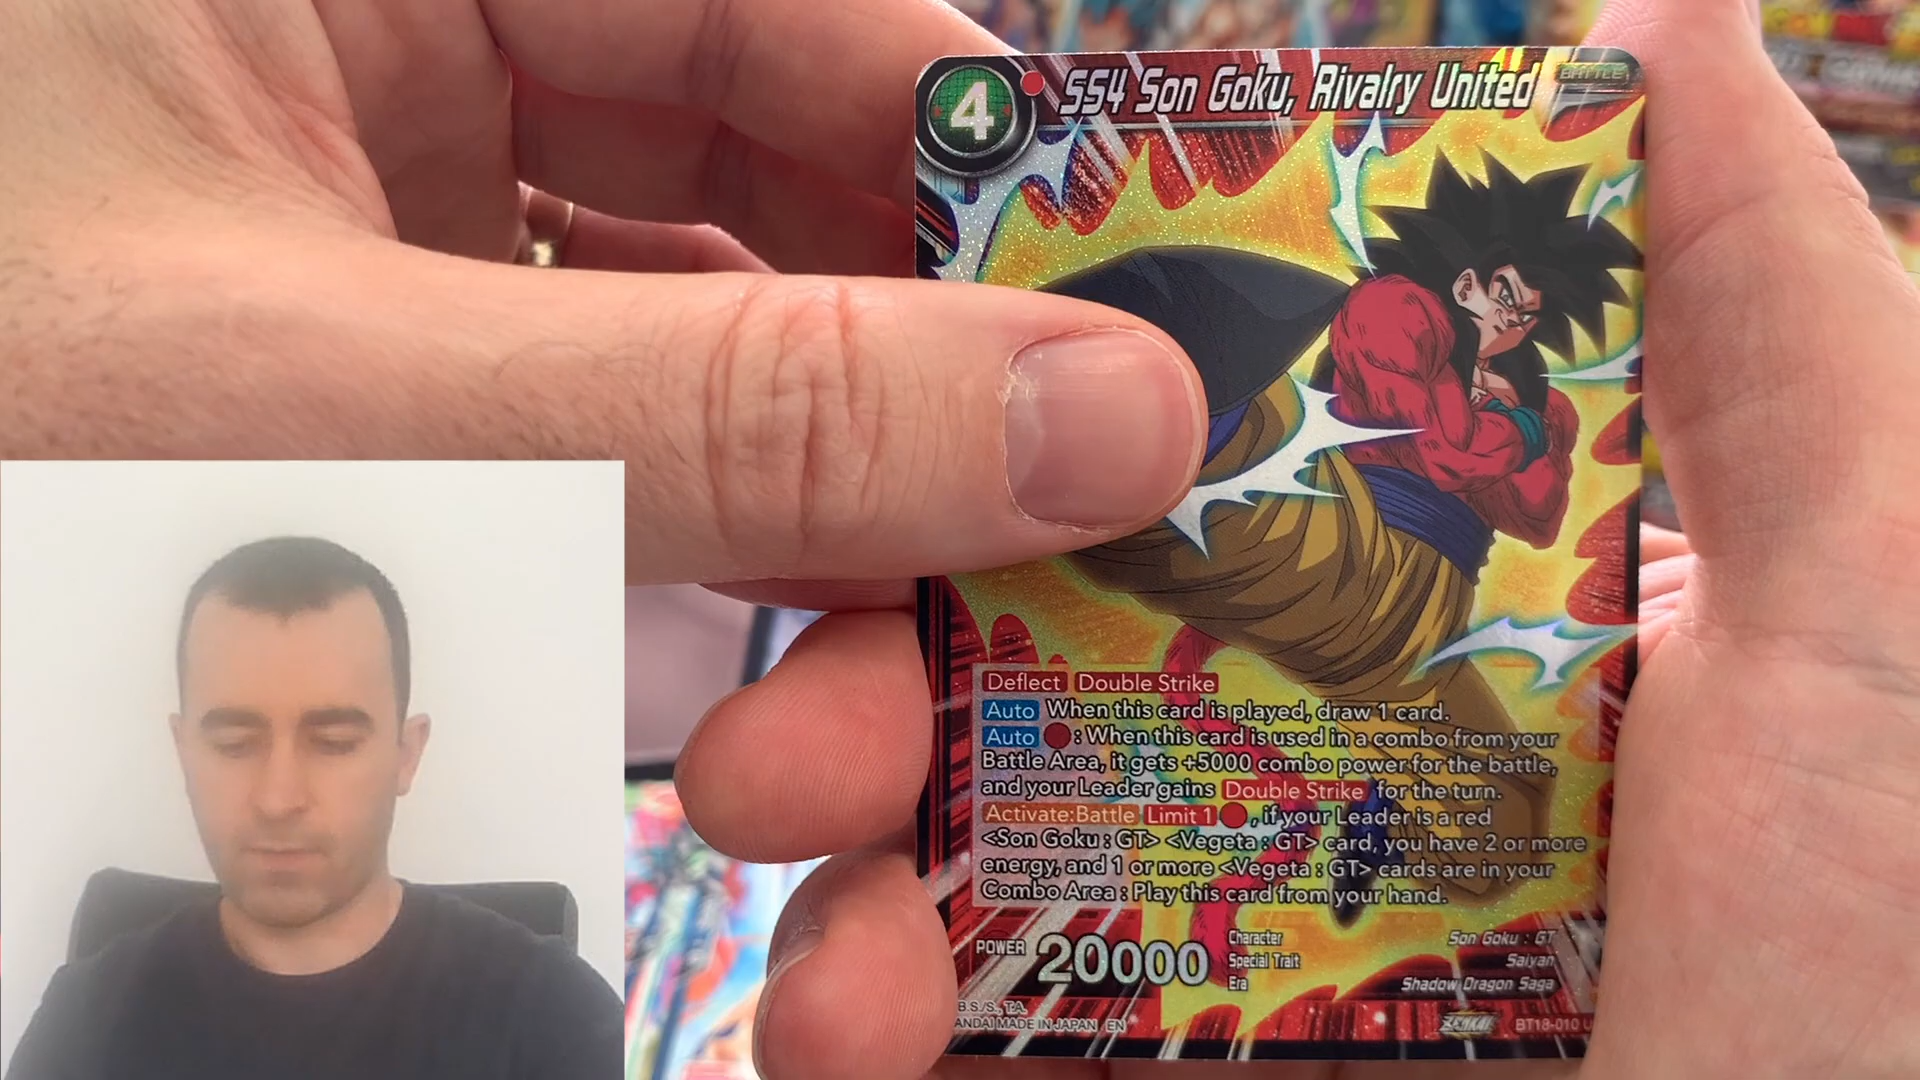 4 SS4 Son Goku, Rivalry United BATTLE
Deflect Double Strike
Auto When this card is played, draw 1 card.
Auto : When this card is used in a combo from your
Battle Area, it gets +5000 combo power for the battle,
and your Leader gains Double Strike for the turn.
Activate:Battle Limit 1 , if your Leader is a red
<Son Goku : GT> <Vegeta : GT> card, you have 2 or more
energy, and 1 or more <Vegeta : GT> cards are in your
Combo Area : Play this card from your hand.
POWER 20000
Character Son Goku : GT
Special Trait Saiyan
Era Shadow Dragon Saga
B.S./S., T.A.
ANDAI MADE IN JAPAN EN
ZENKAI BT18-010 U